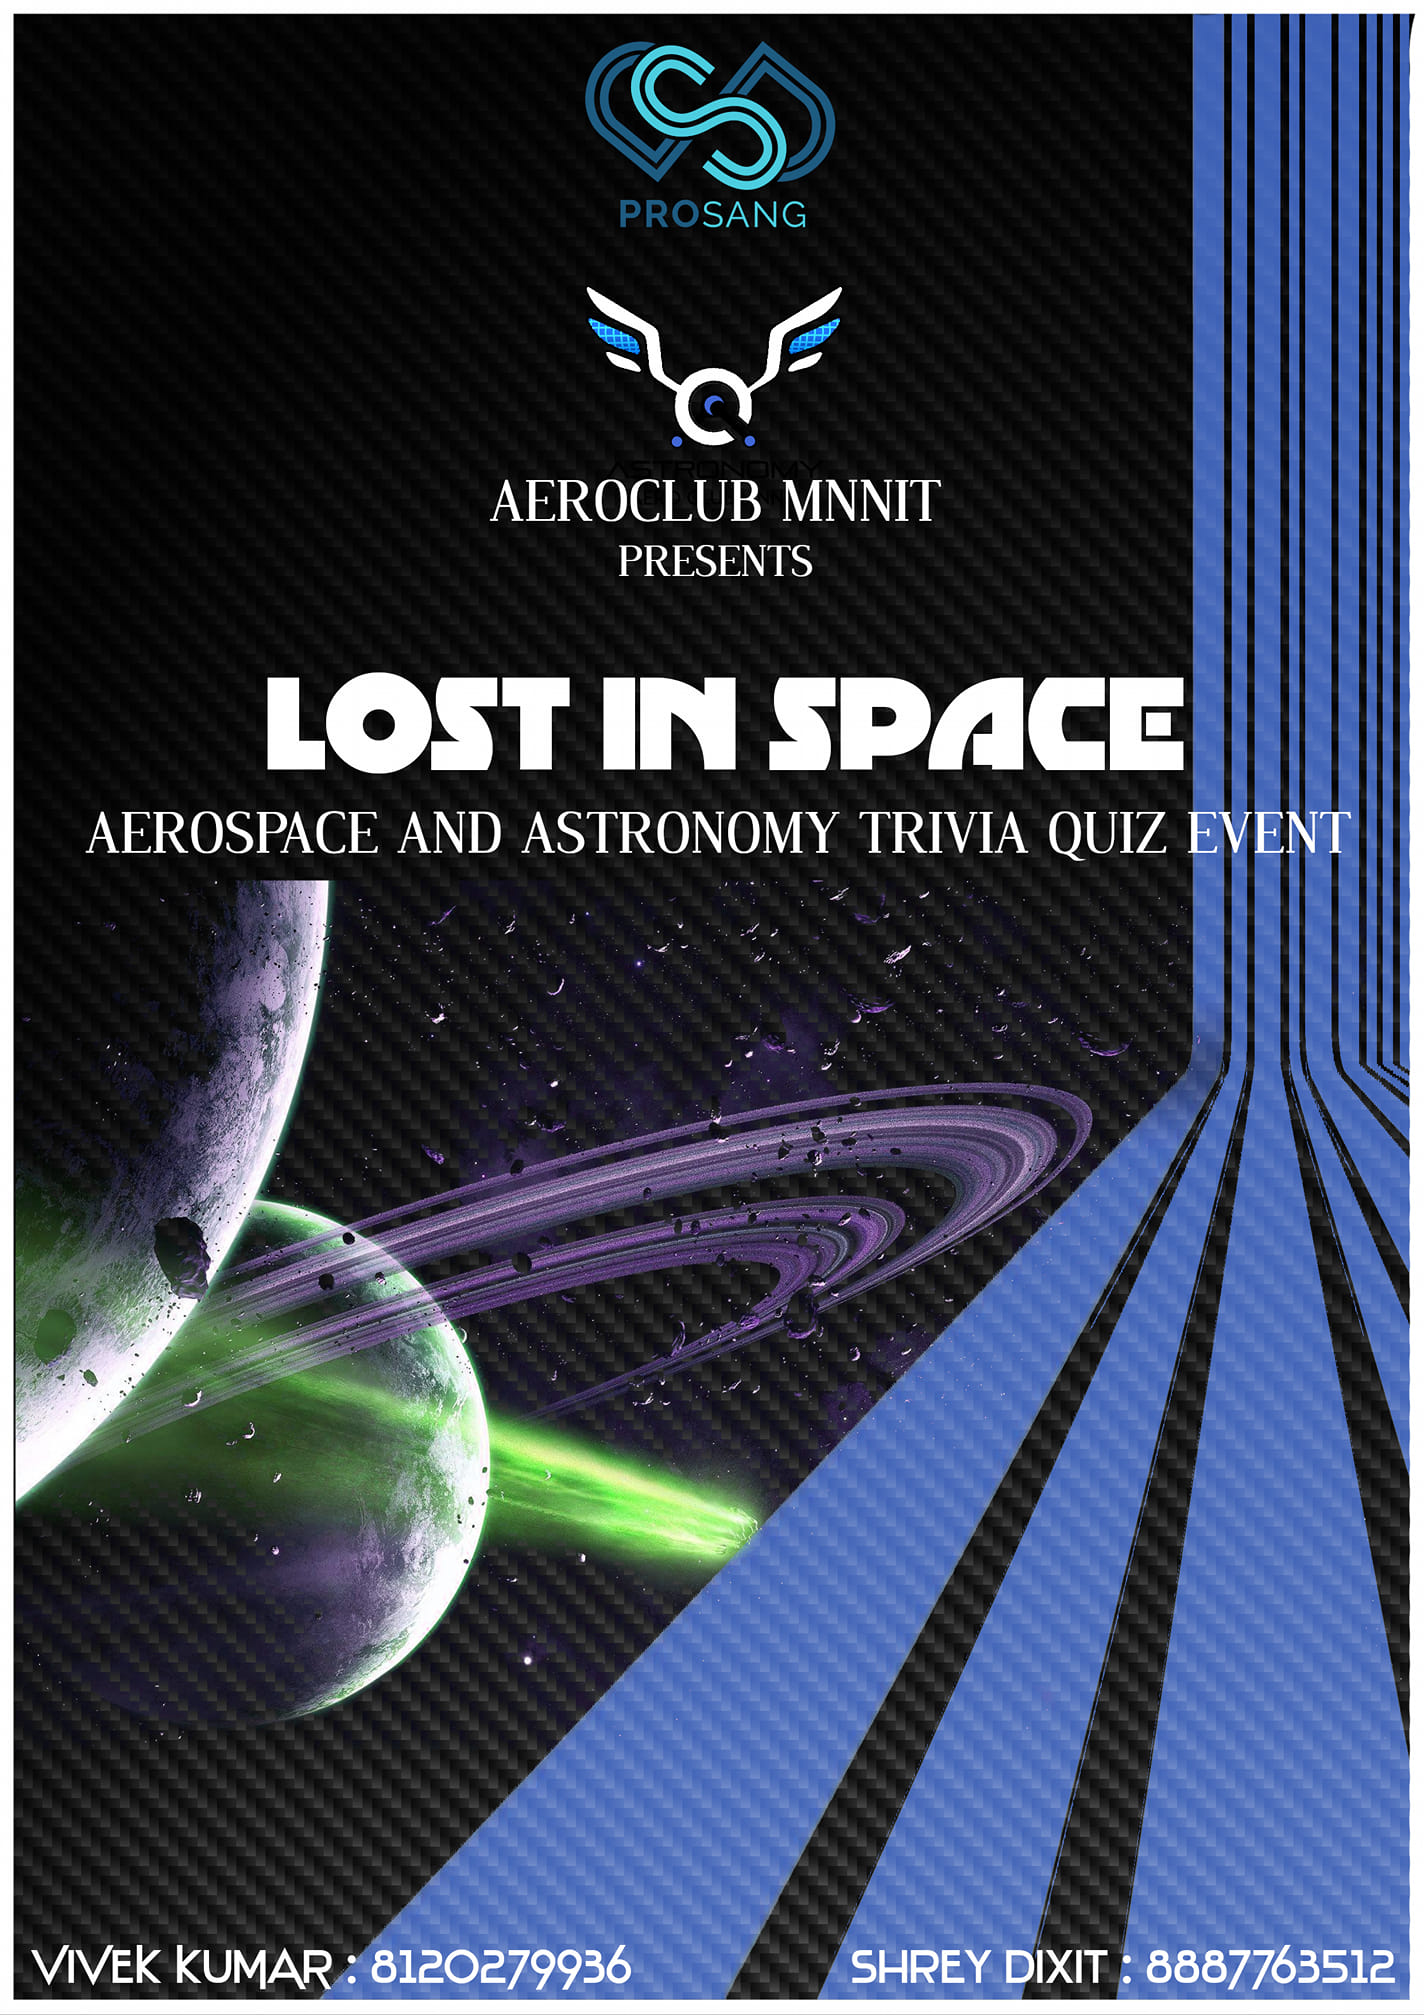 PROSANG
ASTRONOMY
AEROCLUB MNNIT
PRESENTS
LOST IN SPACE
AEROSPACE AND ASTRONOMY TRIVIA QUIZ EVENT
VIVEK KUMAR : 8120279936
SHREY DIXIT : 8887763512